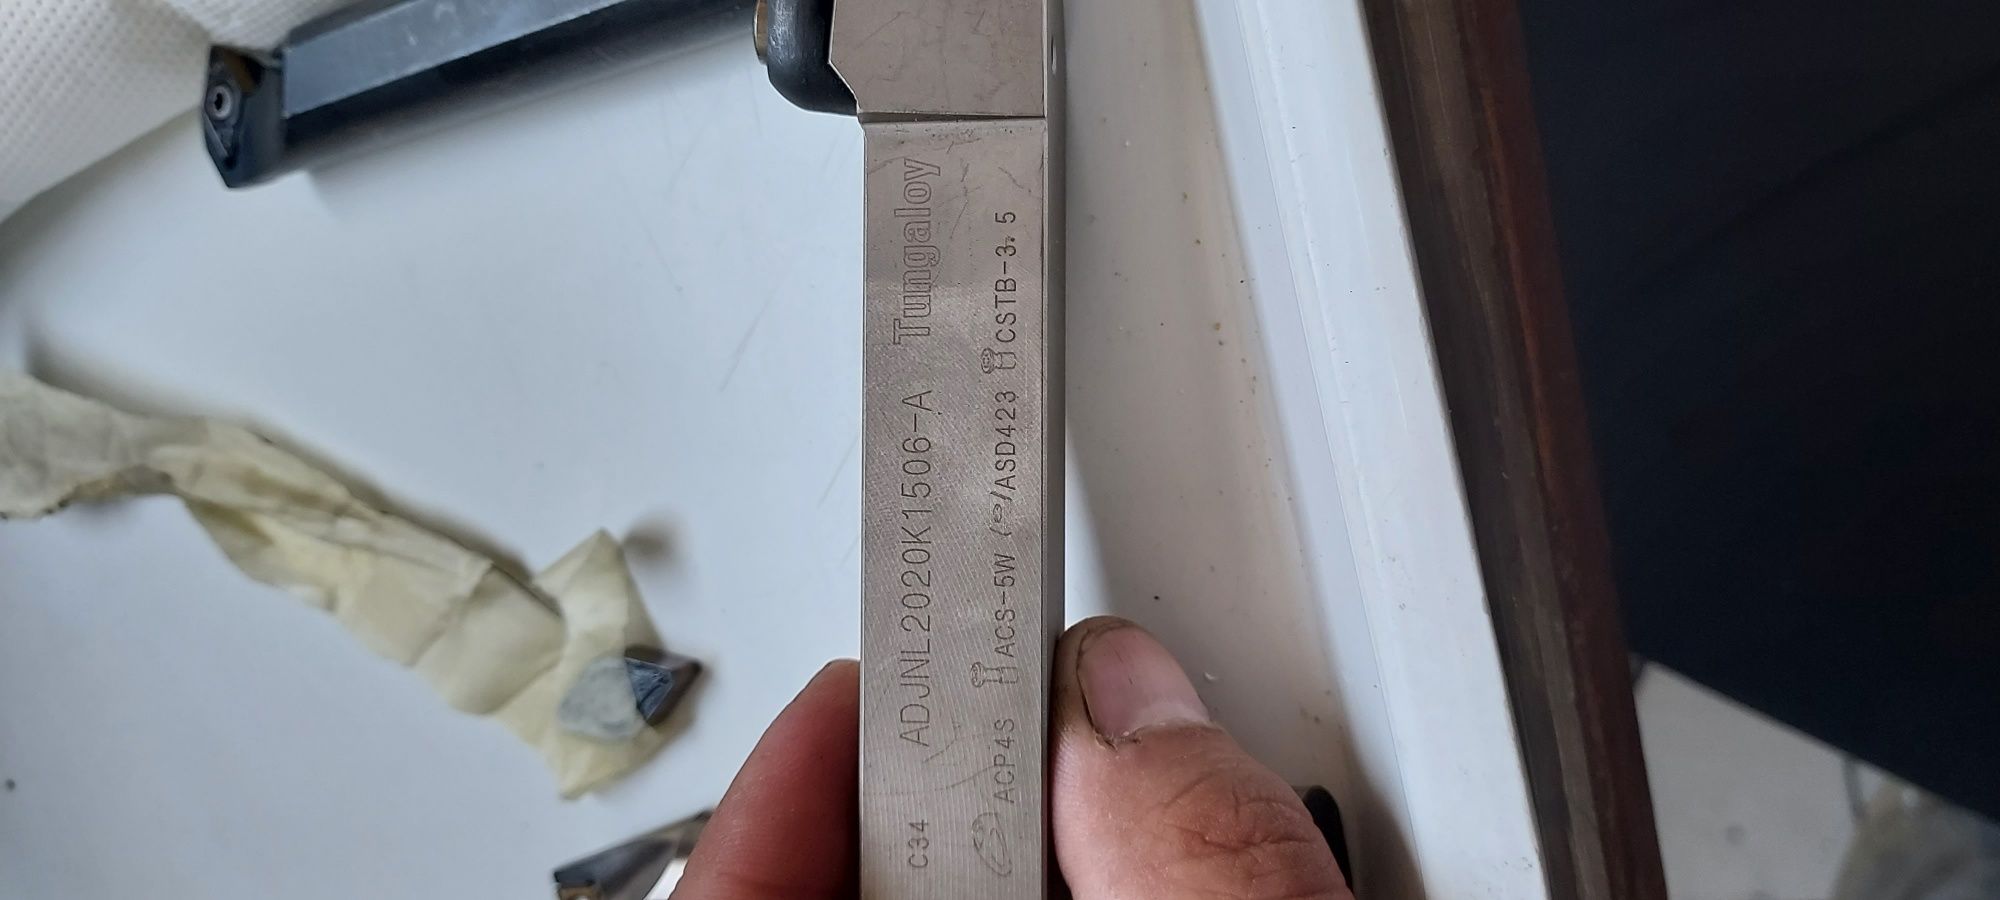 C34 ADJNL2020K1506-A Tungaloy
ACP4S ACS-5W ASD423 CSTB-3.5